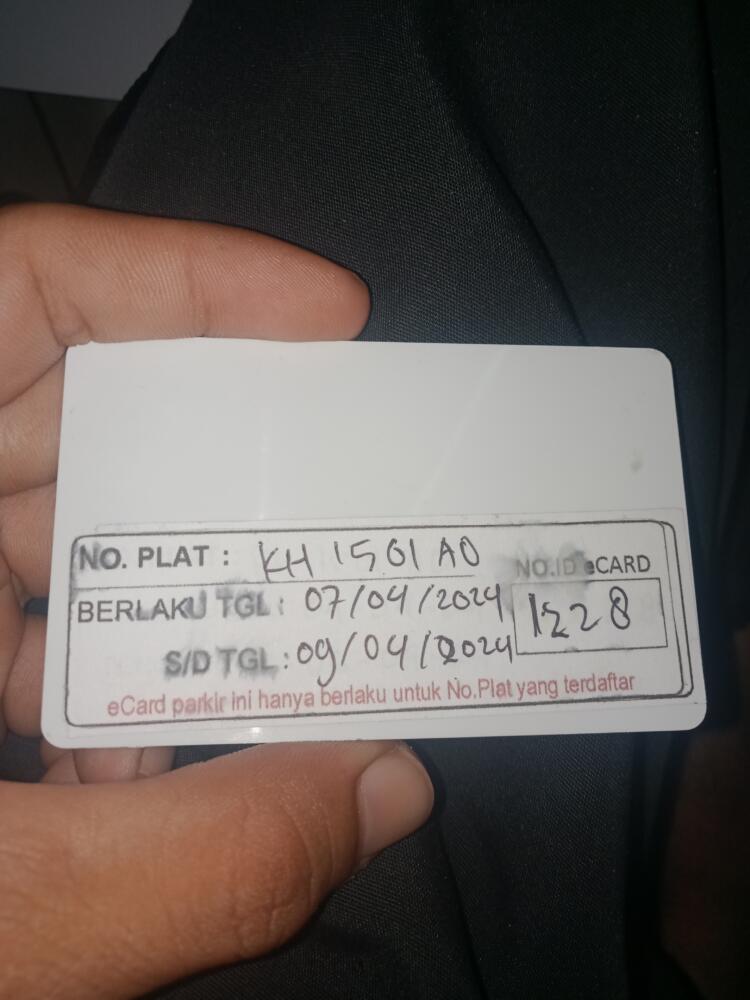 NO. PLAT : KH 1501 AO
NO.ID eCARD
BERLAKU TGL : 07/04/2024
1228
S/D TGL : 09/04/2024
eCard parkir ini hanya berlaku untuk No.Plat yang terdaftar